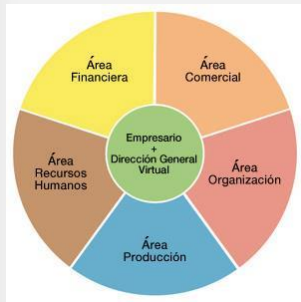 Área
Financiera
Área
Comercial
Empresario
+
Dirección General
Virtual
Área
Recursos
Humanos
Área
Organización
Área
Producción